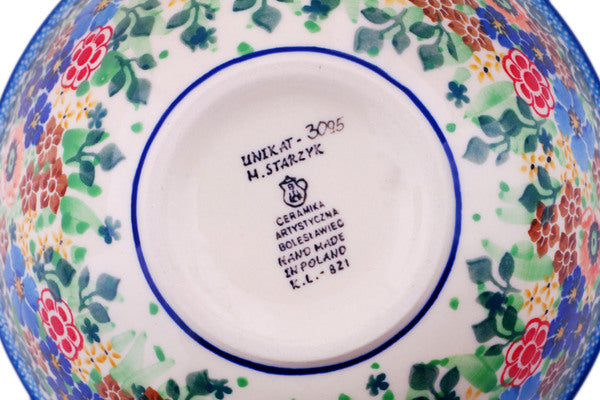 UNIKAT - 3095
M. STARZYK
CERAMIKA
ARTYSTYCZNA
BOLESŁAWIEC
HAND MADE
IN POLAND
K.L.- 821